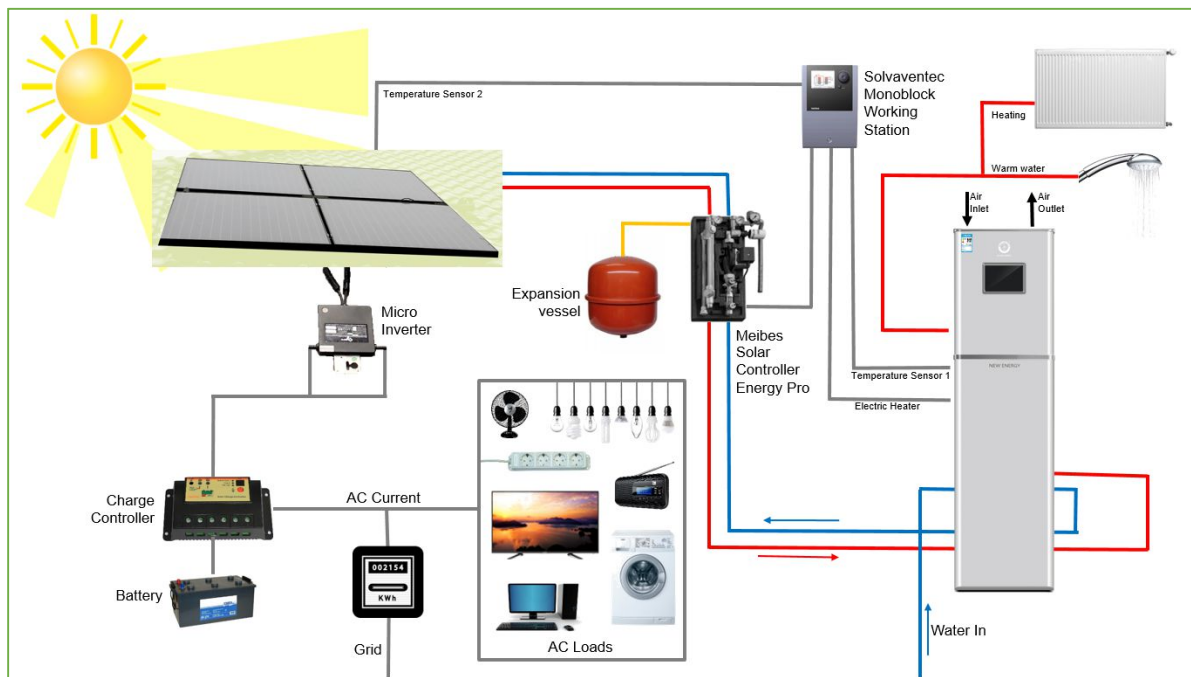 Temperature Sensor 2
Solvaventec
Monoblock
Working
Station
Heating
Warm water
Air
Inlet
Air
Outlet
Expansion
vessel
Micro
Inverter
Meibes
Solar
Controller
Energy Pro
NEW ENERGY
Temperature Sensor 1
Electric Heater
Charge
Controller
AC Current
002154
KWh
Battery
Grid
AC Loads
Water In